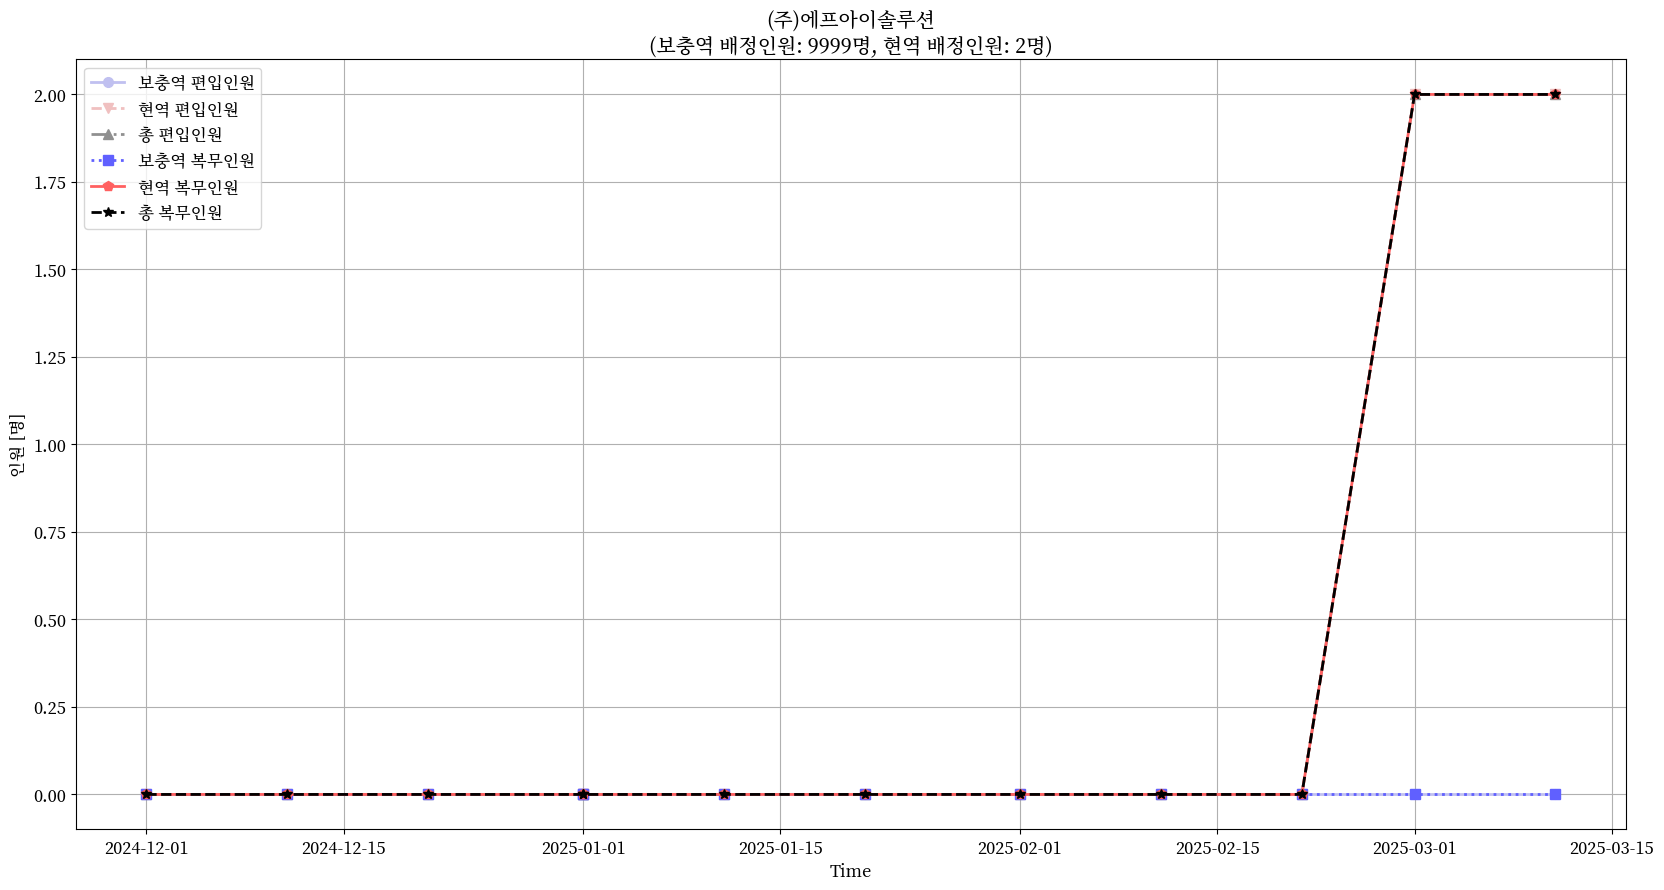 (주)에프아이솔루션
(보충역 배정인원: 9999명, 현역 배정인원: 2명)
보충역 편입인원
현역 편입인원
총 편입인원
보충역 복무인원
현역 복무인원
총 복무인원
인원 [명]
2.00
1.75
1.50
1.25
1.00
0.75
0.50
0.25
0.00
2024-12-01
2024-12-15
2025-01-01
2025-01-15
2025-02-01
2025-02-15
2025-03-01
2025-03-15
Time